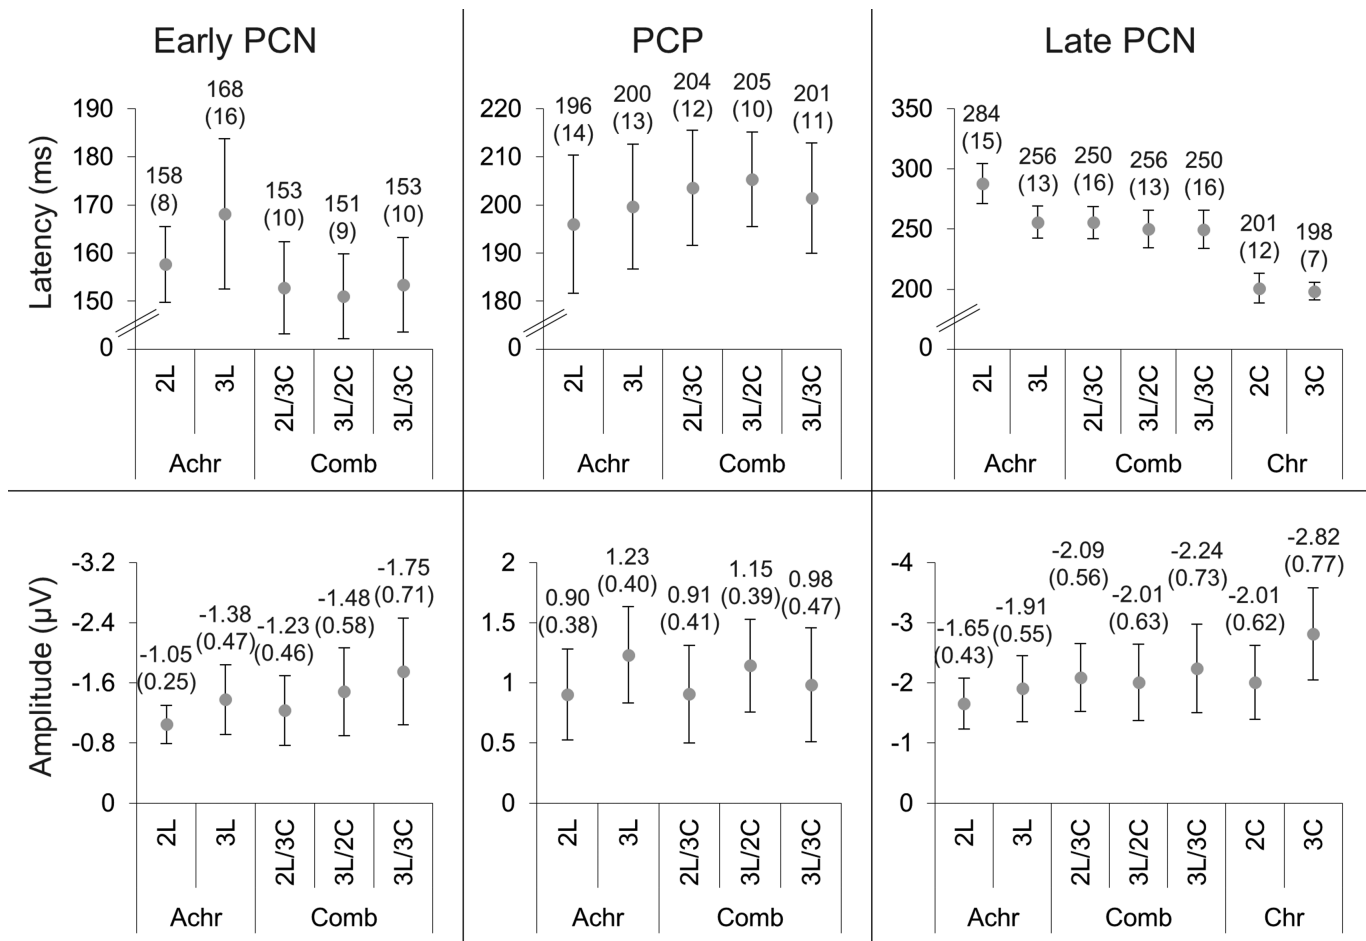 Early PCN
PCP
Late PCN
Latency (ms)
190
180
170
160
150
0
158
(8)
168
(16)
153
(10)
151
(9)
153
(10)
2L
3L
2L/3C
3L/2C
3L/3C
Achr
Comb
220
210
200
190
180
0
196
(14)
200
(13)
204
(12)
205
(10)
201
(11)
2L
3L
2L/3C
3L/2C
3L/3C
Achr
Comb
350
300
250
200
0
284
(15)
256
(13)
250
(16)
256
(13)
250
(16)
201
(12)
198
(7)
2L
3L
2L/3C
3L/2C
3L/3C
2C
3C
Achr
Comb
Chr
Amplitude (µV)
-3.2
-2.4
-1.6
-0.8
0
-1.05
(0.25)
-1.38
(0.47)
-1.23
(0.46)
-1.48
(0.58)
-1.75
(0.71)
2L
3L
2L/3C
3L/2C
3L/3C
Achr
Comb
2
1.5
1
0.5
0
0.90
(0.38)
1.23
(0.40)
0.91
(0.41)
1.15
(0.39)
0.98
(0.47)
2L
3L
2L/3C
3L/2C
3L/3C
Achr
Comb
-4
-3
-2
-1
0
-1.65
(0.43)
-1.91
(0.55)
-2.09
(0.56)
-2.01
(0.63)
-2.24
(0.73)
-2.01
(0.62)
-2.82
(0.77)
2L
3L
2L/3C
3L/2C
3L/3C
2C
3C
Achr
Comb
Chr